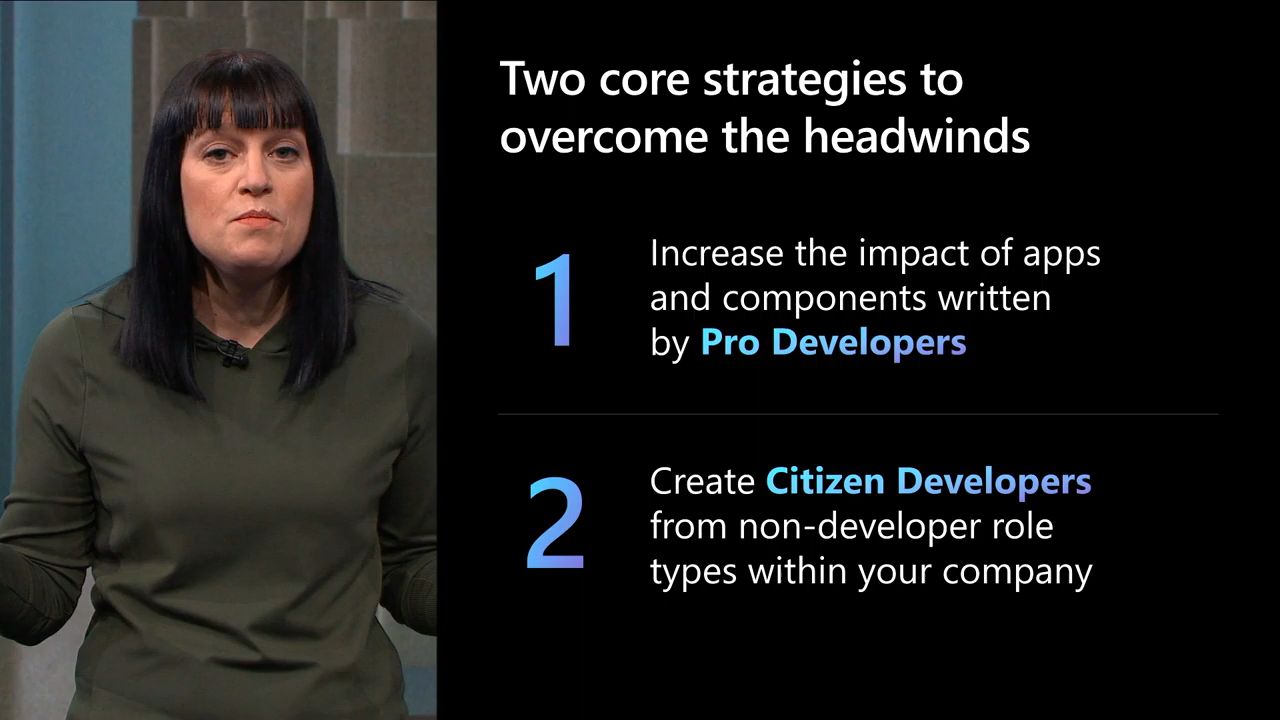 Two core strategies to
overcome the headwinds
1
Increase the impact of apps
and components written
by Pro Developers
2
Create Citizen Developers
from non-developer role
types within your company